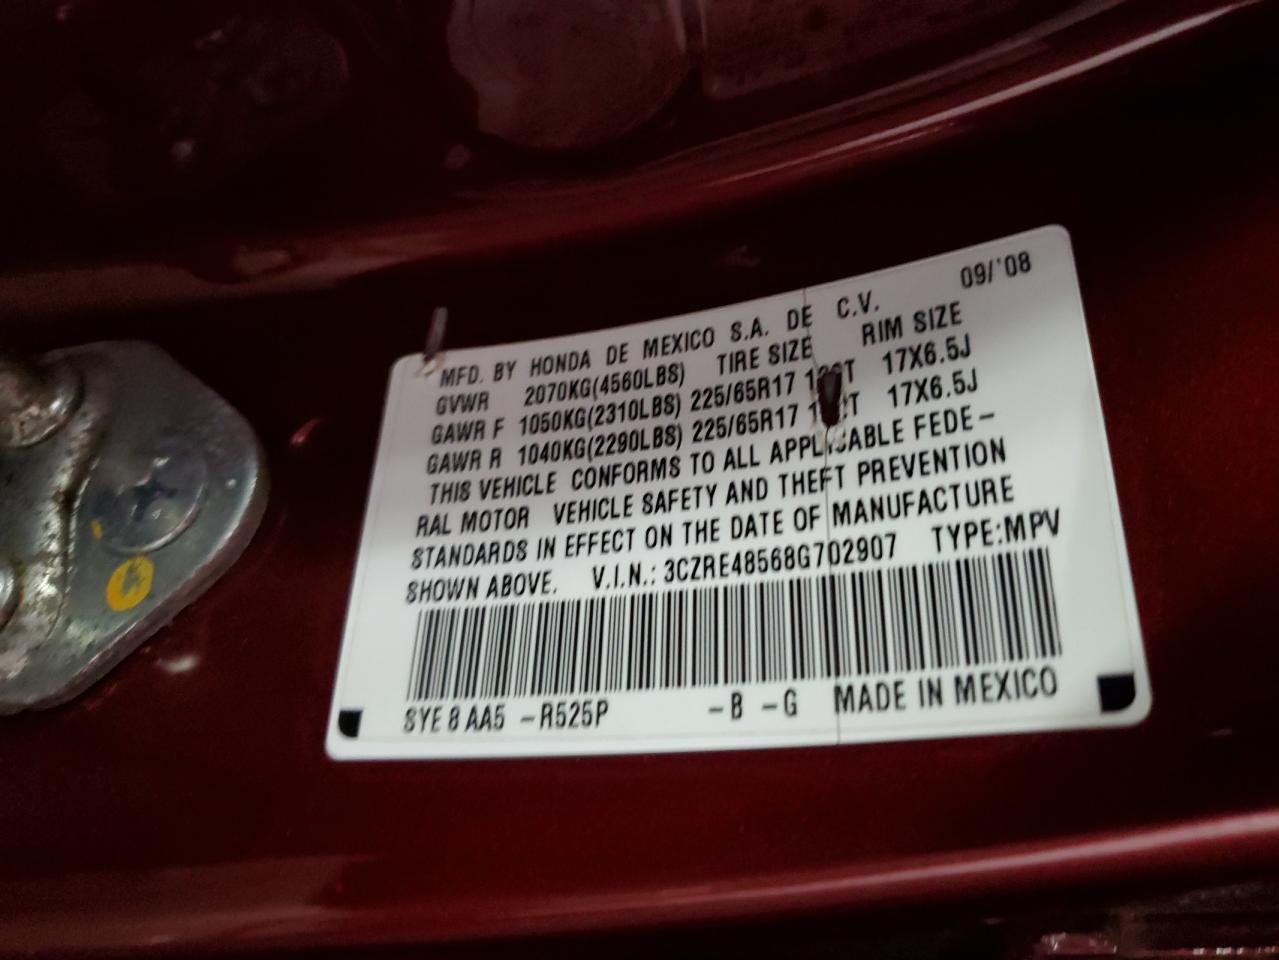 09/'08
MFD. BY HONDA DE MEXICO S.A. DE C.V.
GVWR 2070KG(4560LBS) TIRE SIZE RIM SIZE
GAWR F 1050KG(2310LBS) 225/65R17 17X6.5J
GAWR R 1040KG(2290LBS) 225/65R17 17X6.5J
THIS VEHICLE CONFORMS TO ALL APPLICABLE FEDE-
RAL MOTOR VEHICLE SAFETY AND THEFT PREVENTION
STANDARDS IN EFFECT ON THE DATE OF MANUFACTURE
SHOWN ABOVE. V.I.N.: 3CZRE48568G702907 TYPE:MPV
SYE 8 AA5 -R525P -B -G MADE IN MEXICO